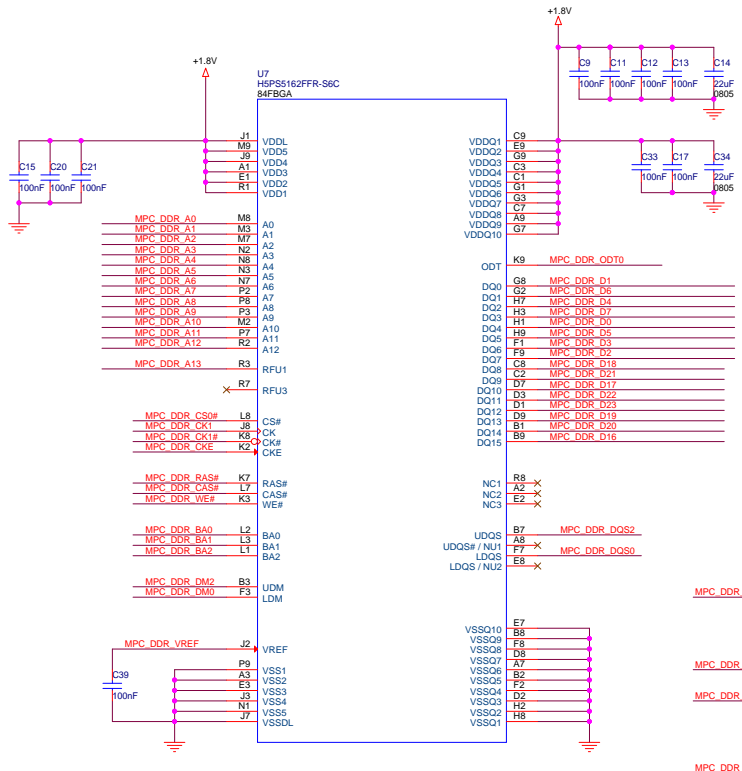 +1.8V
+1.8V
U7
H5PS5162FFR-S6C
84FBGA
C9
100nF
C11
100nF
C12
100nF
C13
100nF
C14
22uF
0805
C15
100nF
C20
100nF
C21
100nF
C33
100nF
C17
100nF
C34
22uF
0805
J1 VDDL
M9 VDD5
J9 VDD4
A1 VDD3
E1 VDD2
R1 VDD1
MPC_DDR_A0 M8 A0
MPC_DDR_A1 M3 A1
MPC_DDR_A2 M7 A2
MPC_DDR_A3 N2 A3
MPC_DDR_A4 N8 A4
MPC_DDR_A5 N3 A5
MPC_DDR_A6 N7 A6
MPC_DDR_A7 P2 A7
MPC_DDR_A8 P8 A8
MPC_DDR_A9 P3 A9
MPC_DDR_A10 M2 A10
MPC_DDR_A11 P7 A11
MPC_DDR_A12 R2 A12
MPC_DDR_A13 R3 RFU1
R7 RFU3
MPC_DDR_CS0# L8 CS#
MPC_DDR_CK1 J8 CK
MPC_DDR_CK1# K8 CK#
MPC_DDR_CKE K2 CKE
MPC_DDR_RAS# K7 RAS#
MPC_DDR_CAS# L7 CAS#
MPC_DDR_WE# K3 WE#
MPC_DDR_BA0 L2 BA0
MPC_DDR_BA1 L3 BA1
MPC_DDR_BA2 L1 BA2
MPC_DDR_DM2 B3 UDM
MPC_DDR_DM0 F3 LDM
MPC_DDR_VREF J2 VREF
C39
100nF
P9 VSS1
A3 VSS2
E3 VSS3
J3 VSS4
N1 VSS5
J7 VSSDL
VDDQ1 C9
VDDQ2 E9
VDDQ3 G9
VDDQ4 C3
VDDQ5 C1
VDDQ6 G1
VDDQ7 G3
VDDQ8 C7
VDDQ9 A9
VDDQ10 G7
ODT K9 MPC_DDR_ODT0
DQ0 G8 MPC_DDR_D1
DQ1 G2 MPC_DDR_D6
DQ2 H7 MPC_DDR_D4
DQ3 H3 MPC_DDR_D7
DQ4 H1 MPC_DDR_D0
DQ5 H9 MPC_DDR_D5
DQ6 F1 MPC_DDR_D3
DQ7 F9 MPC_DDR_D2
DQ8 C8 MPC_DDR_D18
DQ9 C2 MPC_DDR_D21
DQ10 D7 MPC_DDR_D17
DQ11 D3 MPC_DDR_D22
DQ12 D1 MPC_DDR_D23
DQ13 D9 MPC_DDR_D19
DQ14 B1 MPC_DDR_D20
DQ15 B9 MPC_DDR_D16
NC1 R8
NC2 A2
NC3 E2
UDQS B7 MPC_DDR_DQS2
UDQS# / NU1 A8
LDQS F7 MPC_DDR_DQS0
LDQS / NU2 E8
VSSQ10 E7
VSSQ9 B8
VSSQ8 F8
VSSQ7 D8
VSSQ6 A7
VSSQ5 B2
VSSQ4 F2
VSSQ3 D2
VSSQ2 H2
VSSQ1 H8
MPC_DDR_
MPC_DDR_
MPC_DDR_
MPC_DDR